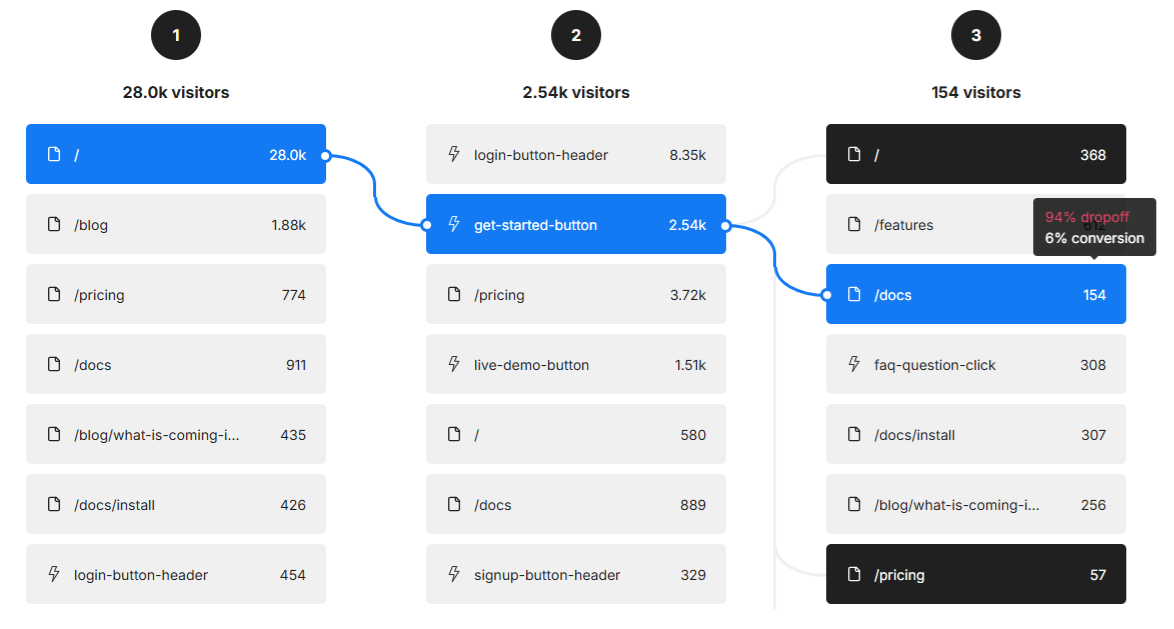 1
28.0k visitors
/ 28.0k
/blog 1.88k
/pricing 774
/docs 911
/blog/what-is-coming-i... 435
/docs/install 426
login-button-header 454
2
2.54k visitors
login-button-header 8.35k
get-started-button 2.54k
/pricing 3.72k
live-demo-button 1.51k
/ 580
/docs 889
signup-button-header 329
3
154 visitors
/ 368
/features 612
94% dropoff
6% conversion
/docs 154
faq-question-click 308
/docs/install 307
/blog/what-is-coming-i... 256
/pricing 57